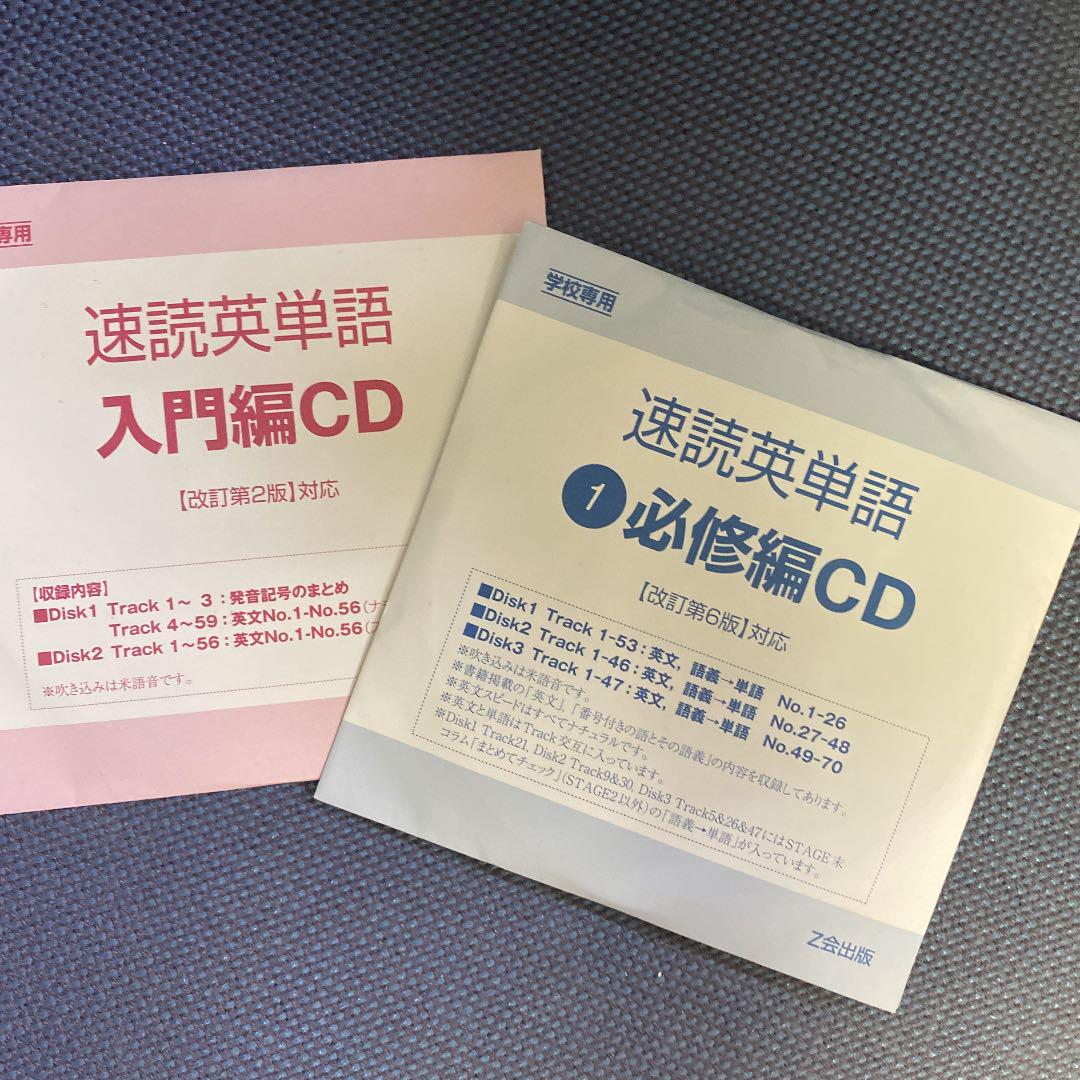 専用
速読英単語
入門編CD
【改訂第2版】対応
【収録内容】
■Disk1 Track 1～ 3：発音記号のまとめ
Track 4～59：英文No.1-No.56（ナ
■Disk2 Track 1～56：英文No.1-No.56（
※吹き込みは米語音です。
学校専用
速読英単語
1必修編CD
【改訂第6版】対応
■Disk1 Track 1-53：英文，語義→単語 No.1-26
■Disk2 Track 1-46：英文，語義→単語 No.27-48
■Disk3 Track 1-47：英文，語義→単語 No.49-70
※吹き込みは米語音です。
※書籍掲載の「英文」，「番号付きの語とその語義」の内容を収録してあります。
※英文スピードはすべてナチュラルです。
※英文と単語はTrack交互に入っています。
※Disk1 Track21, Disk2 Track9&30, Disk3 Track5&26&47にはSTAGE末
コラム「まとめてチェック」（STAGE2以外）の「語義→単語」が入っています。
Z会出版